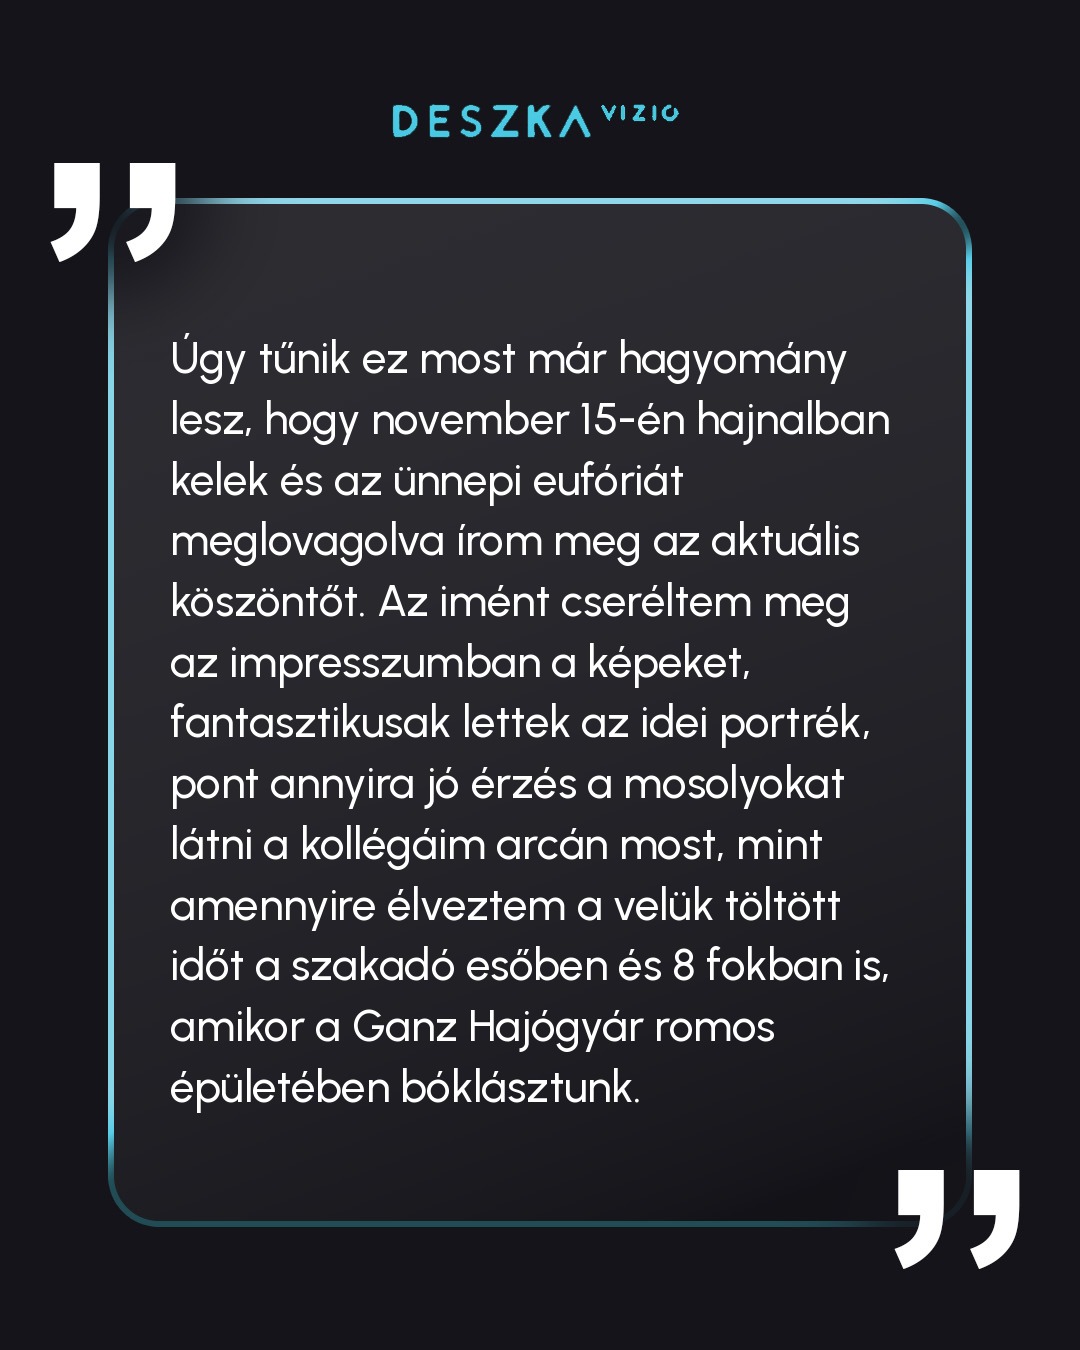 DESZKA VIZIO
”
Úgy tűnik ez most már hagyomány
lesz, hogy november 15-én hajnalban
kelek és az ünnepi eufóriát
meglovagolva írom meg az aktuális
köszöntőt. Az imént cseréltem meg
az impresszumban a képeket,
fantasztikusak lettek az idei portrék,
pont annyira jó érzés a mosolyokat
látni a kollégáim arcán most, mint
amennyire élveztem a velük töltött
időt a szakadó esőben és 8 fokban is,
amikor a Ganz Hajógyár romos
épületében bóklásztunk.
”